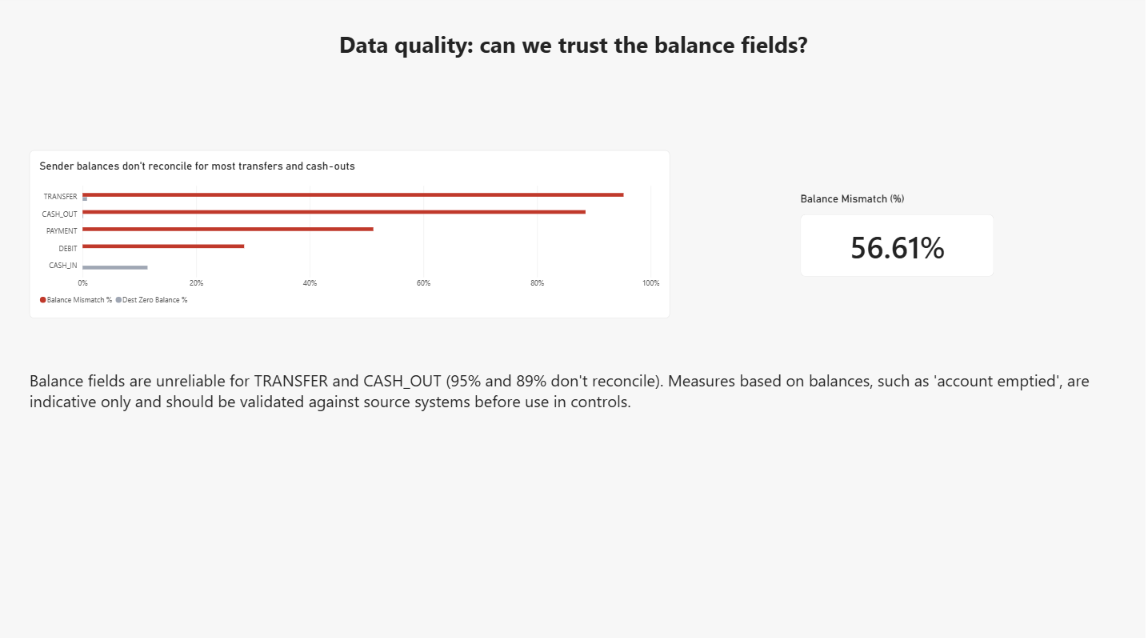 Data quality: can we trust the balance fields?
Sender balances don't reconcile for most transfers and cash-outs
TRANSFER
CASH_OUT
PAYMENT
DEBIT
CASH_IN
0% 20% 40% 60% 80% 100%
Balance Mismatch % Dest Zero Balance %
Balance Mismatch (%)
56.61%
Balance fields are unreliable for TRANSFER and CASH_OUT (95% and 89% don't reconcile). Measures based on balances, such as 'account emptied', are
indicative only and should be validated against source systems before use in controls.